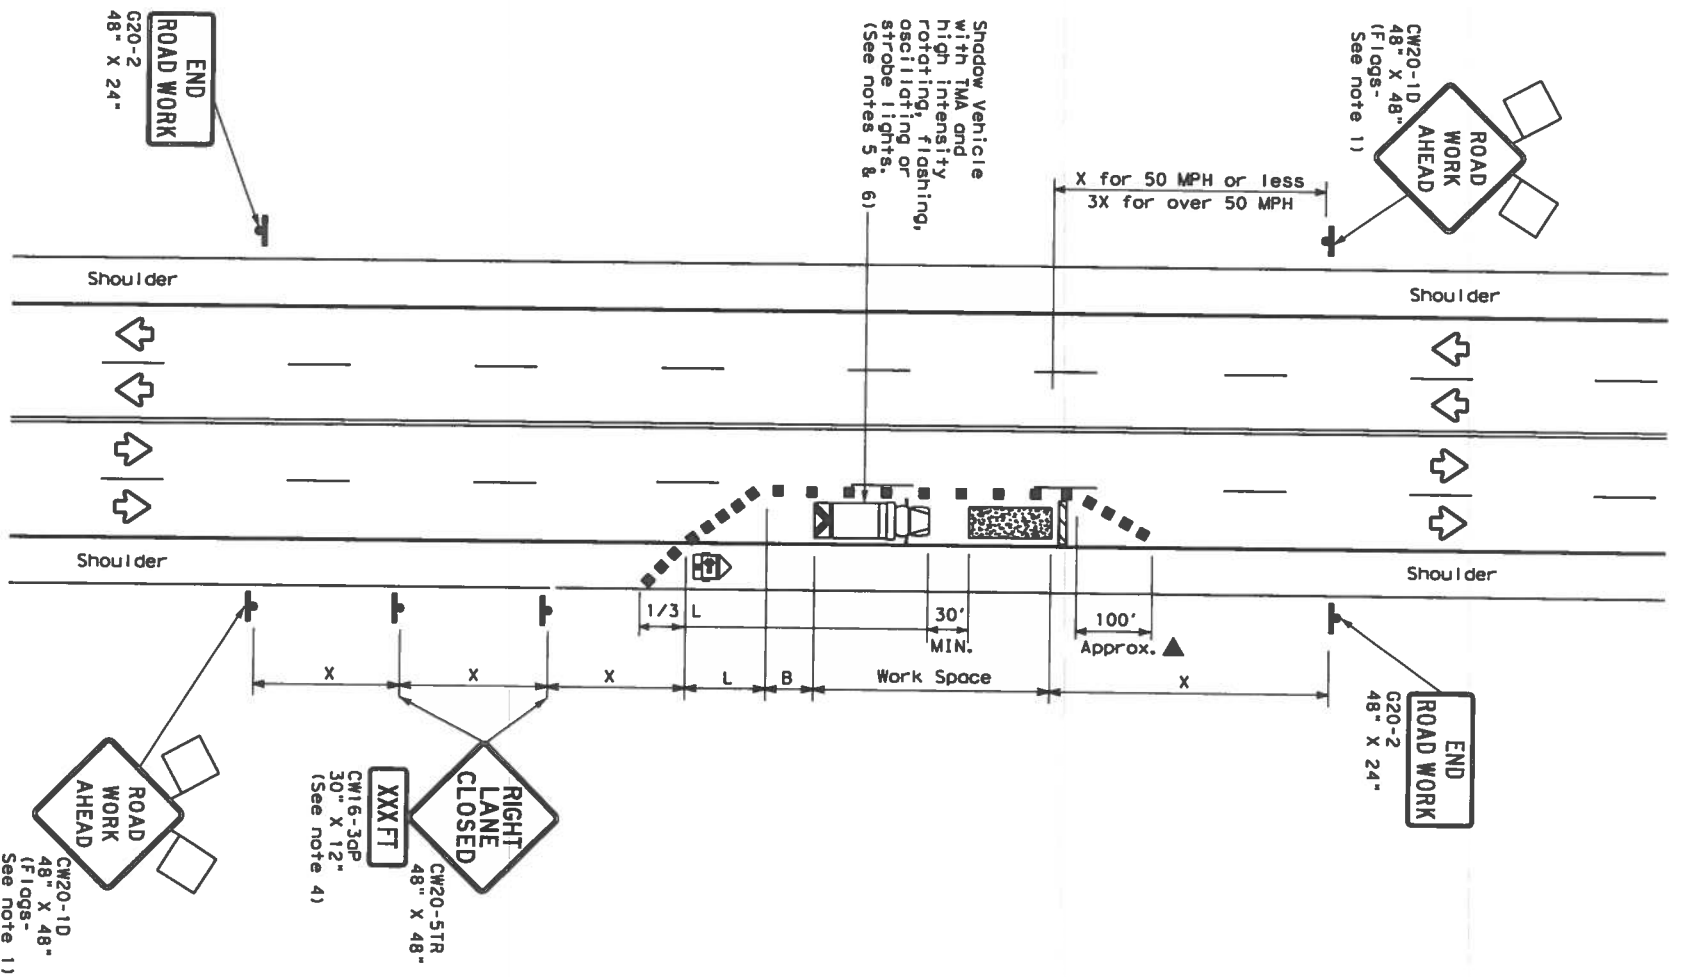 END
ROAD WORK
G20-2
48" X 24"
Shadow Vehicle
with TMA and
high intensity
rotating, flashing,
oscillating or
strobe lights.
(See notes 5 & 6)
CW20-1D
48" X 48"
(Flags-
See note 1)
ROAD
WORK
AHEAD
X for 50 MPH or less
3X for over 50 MPH
Shoulder
Shoulder
Shoulder
Shoulder
1/3 L
30'
MIN.
100'
Approx.
X
X
X
L
B
Work Space
X
ROAD
WORK
AHEAD
CW20-1D
48" X 48"
(Flags-
See note 1)
RIGHT
LANE
CLOSED
CW20-5TR
48" X 48"
XXX FT
CW16-3aP
30" X 12"
(See note 4)
END
ROAD WORK
G20-2
48" X 24"